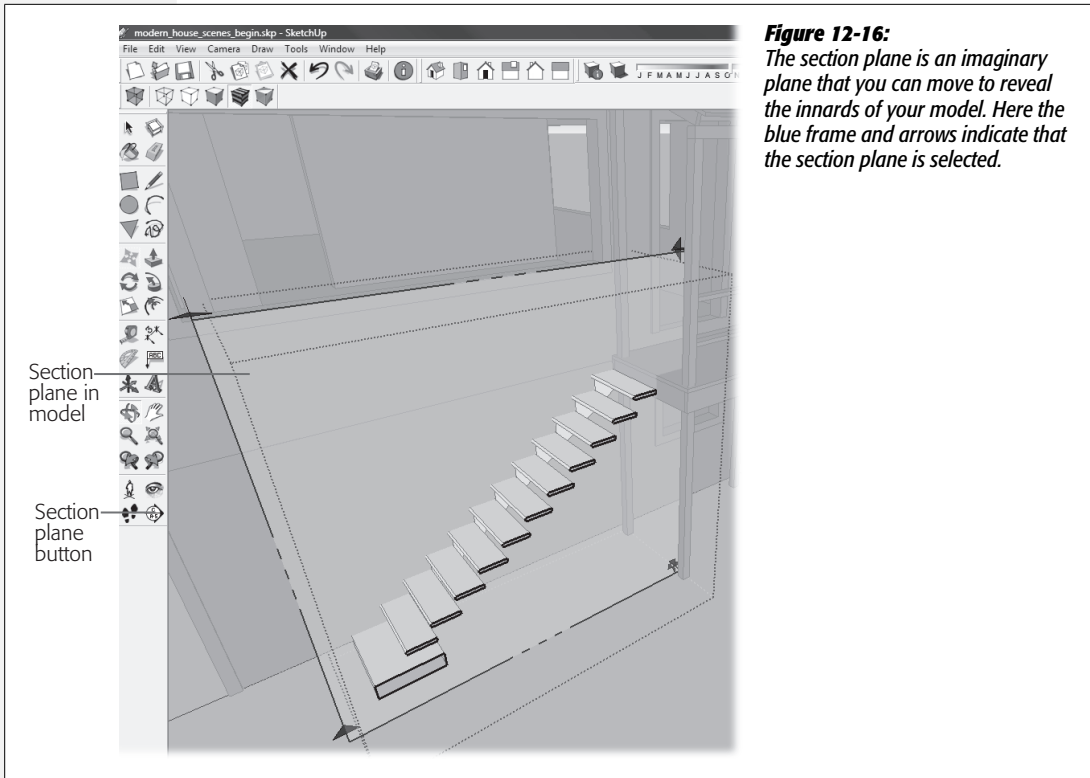 modern_house_scenes_begin.skp - SketchUp
File Edit View Camera Draw Tools Window Help
J F M A M J J A S O
ABC
Section
plane in
model
Section
plane
button
Figure 12-16:
The section plane is an imaginary
plane that you can move to reveal
the innards of your model. Here the
blue frame and arrows indicate that
the section plane is selected.